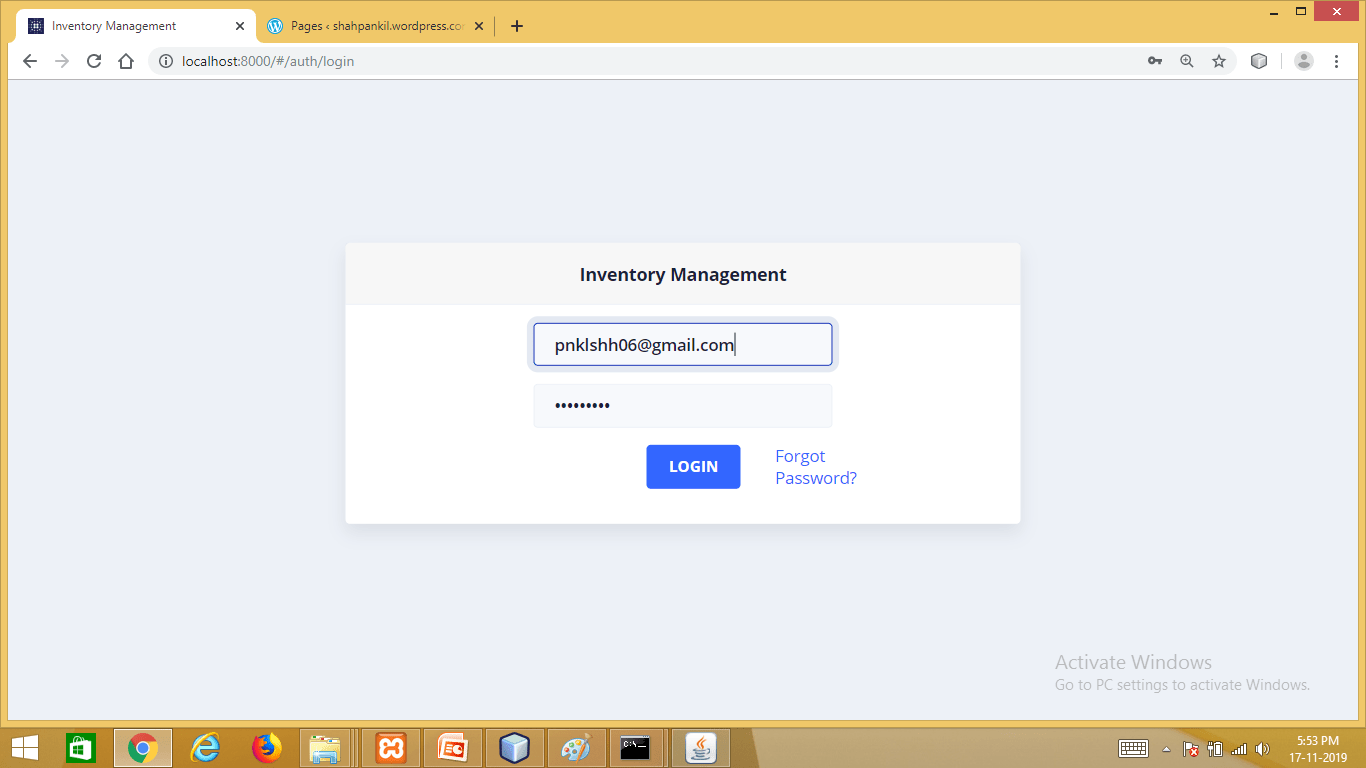 Inventory Management
Pages ‹ shahpankil.wordpress.co
localhost:8000/#/auth/login
Inventory Management
pnklshh06@gmail.com
•••••••••
LOGIN
Forgot
Password?
Activate Windows
Go to PC settings to activate Windows.
C:\_
5:53 PM
17-11-2019